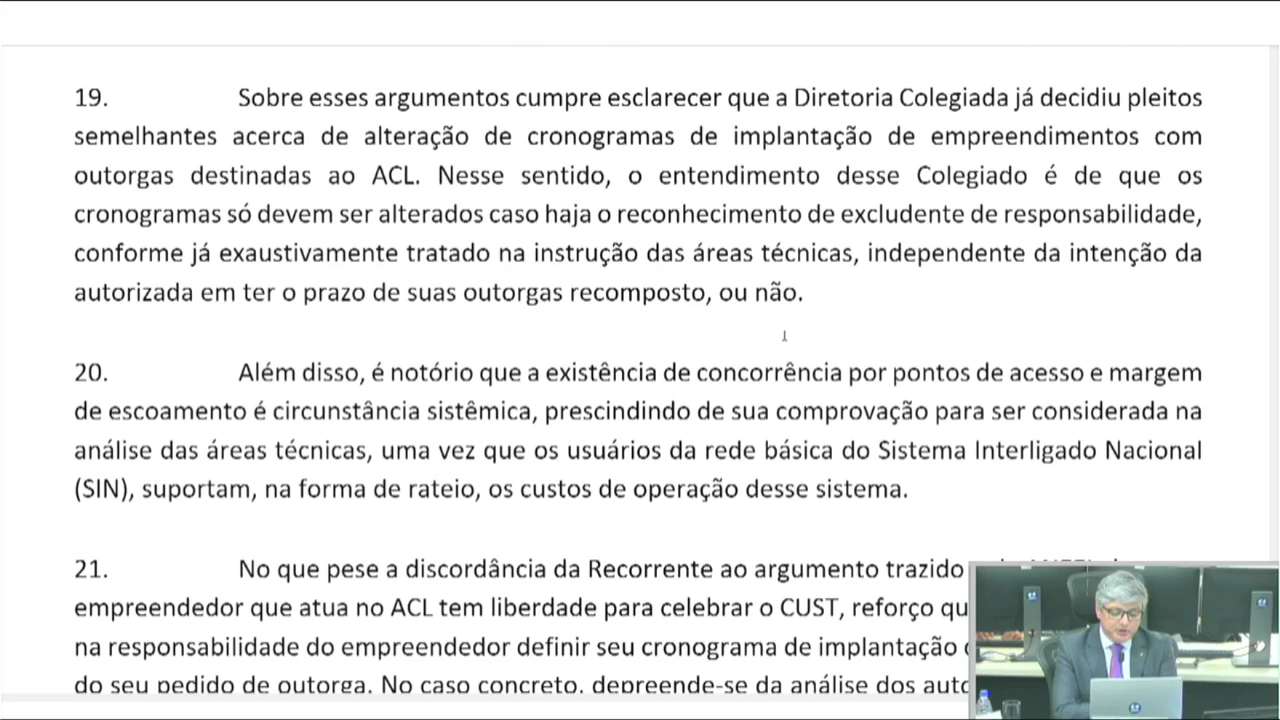 19. Sobre esses argumentos cumpre esclarecer que a Diretoria Colegiada já decidiu pleitos
semelhantes acerca de alteração de cronogramas de implantação de empreendimentos com
outorgas destinadas ao ACL. Nesse sentido, o entendimento desse Colegiado é de que os
cronogramas só devem ser alterados caso haja o reconhecimento de excludente de responsabilidade,
conforme já exaustivamente tratado na instrução das áreas técnicas, independente da intenção da
autorizada em ter o prazo de suas outorgas recomposto, ou não.
20. Além disso, é notório que a existência de concorrência por pontos de acesso e margem
de escoamento é circunstância sistêmica, prescindindo de sua comprovação para ser considerada na
análise das áreas técnicas, uma vez que os usuários da rede básica do Sistema Interligado Nacional
(SIN), suportam, na forma de rateio, os custos de operação desse sistema.
21. No que pese a discordância da Recorrente ao argumento trazido
empreendedor que atua no ACL tem liberdade para celebrar o CUST, reforço qu
na responsabilidade do empreendedor definir seu cronograma de implantação
do seu pedido de outorga. No caso concreto, depreende-se da análise dos auto